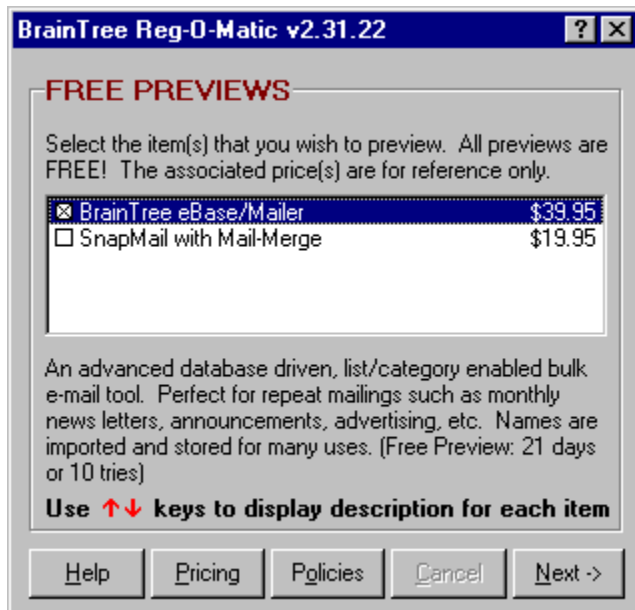 BrainTree Reg-O-Matic v2.31.22
FREE PREVIEWS
Select the item(s) that you wish to preview.  All previews are
FREE!  The associated price(s) are for reference only.
BrainTree eBase/Mailer $39.95
SnapMail with Mail-Merge $19.95
An advanced database driven, list/category enabled bulk
e-mail tool.  Perfect for repeat mailings such as monthly
news letters, announcements, advertising, etc.  Names are
imported and stored for many uses. (Free Preview: 21 days
or 10 tries)
Use ↑↓ keys to display description for each item
Help Pricing Policies Cancel Next ->